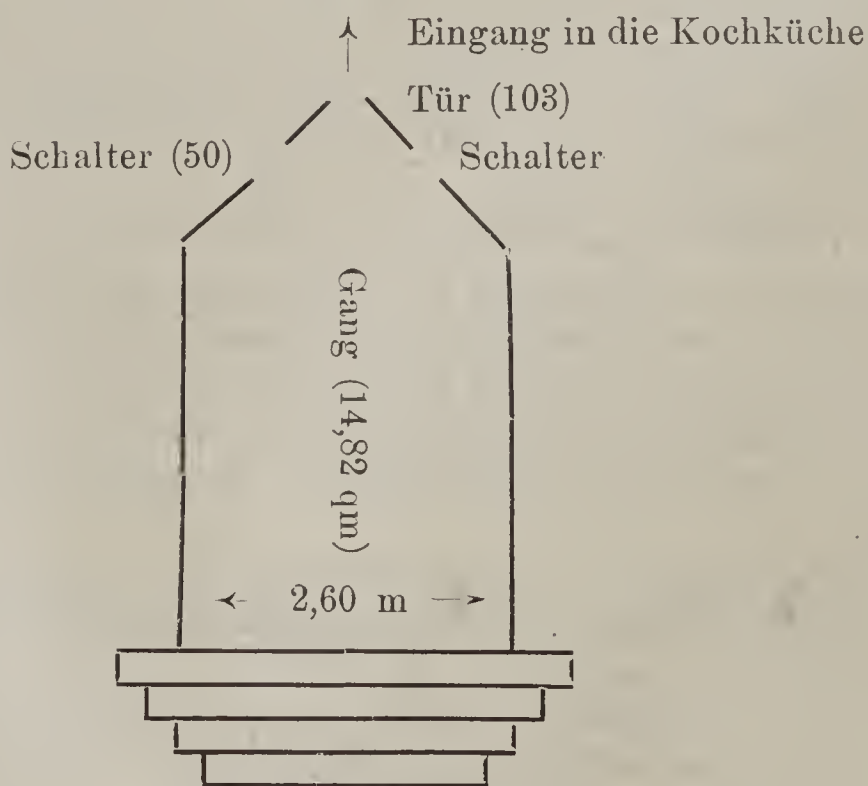 Eingang in die Kochküche
Tür (103)
Schalter (50)
Schalter
Gang (14,82 qm)
2,60 m